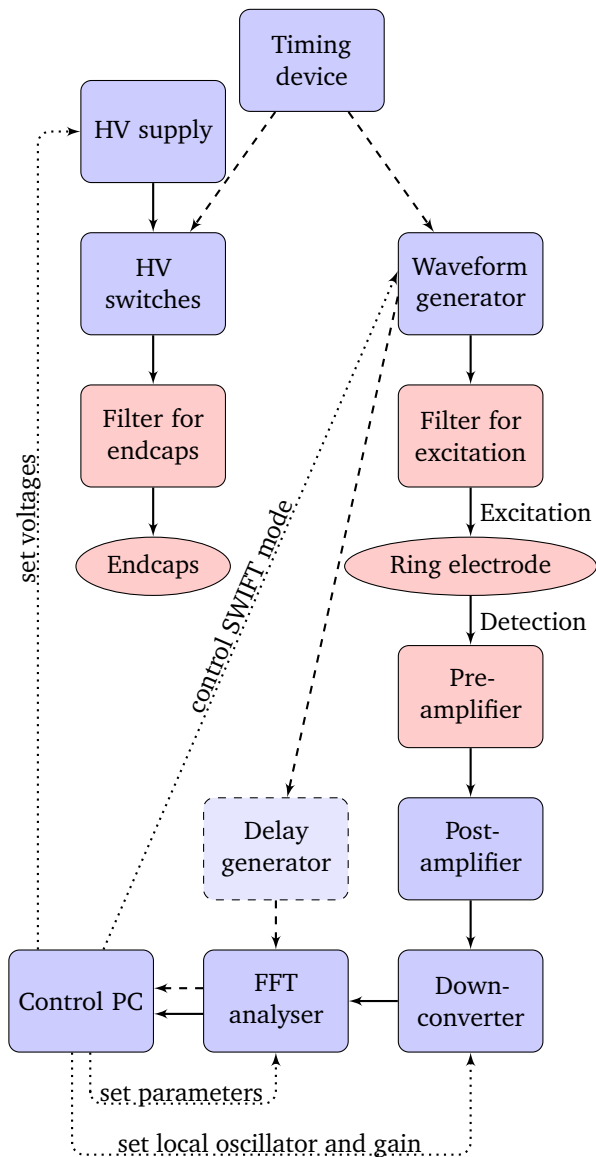 Timing
device
HV supply
HV
switches
Waveform
generator
Filter for
endcaps
Filter for
excitation
Excitation
Endcaps
Ring electrode
Detection
set voltages
control SWIFT mode
Pre-
amplifier
Delay
generator
Post-
amplifier
Control PC
FFT
analyser
Down-
converter
set parameters
set local oscillator and gain